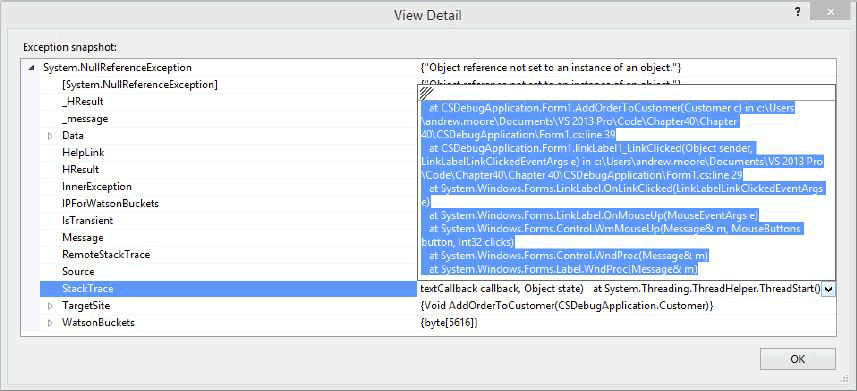 View Detail
? ×
Exception snapshot:
System.NullReferenceException {"Object reference not set to an instance of an object."}
[System.NullReferenceException] {"Object reference not set to an instance of an object."}
_HResult
_message
Data
HelpLink
HResult
InnerException
IPForWatsonBuckets
IsTransient
Message
RemoteStackTrace
Source
at CSDebugApplication.Form1.AddOrderToCustomer(Customer c) in c:\Users
\andrew.moore\Documents\VS 2013 Pro\Code\Chapter40\Chapter
40\CSDebugApplication\Form1.cs:line 39
at CSDebugApplication.Form1.linkLabel1_LinkClicked(Object sender,
LinkLabelLinkClickedEventArgs e) in c:\Users\andrew.moore\Documents\VS 2013 Pro
\Code\Chapter40\Chapter 40\CSDebugApplication\Form1.cs:line 29
at System.Windows.Forms.LinkLabel.OnLinkClicked(LinkLabelLinkClickedEventArgs
e)
at System.Windows.Forms.LinkLabel.OnMouseUp(MouseEventArgs e)
at System.Windows.Forms.Control.WmMouseUp(Message& m, MouseButtons
button, Int32 clicks)
at System.Windows.Forms.Control.WndProc(Message& m)
at System.Windows.Forms.Label.WndProc(Message& m)
StackTrace textCallback callback, Object state) at System.Threading.ThreadHelper.ThreadStart()
TargetSite {Void AddOrderToCustomer(CSDebugApplication.Customer)}
WatsonBuckets {byte[5616]}
OK